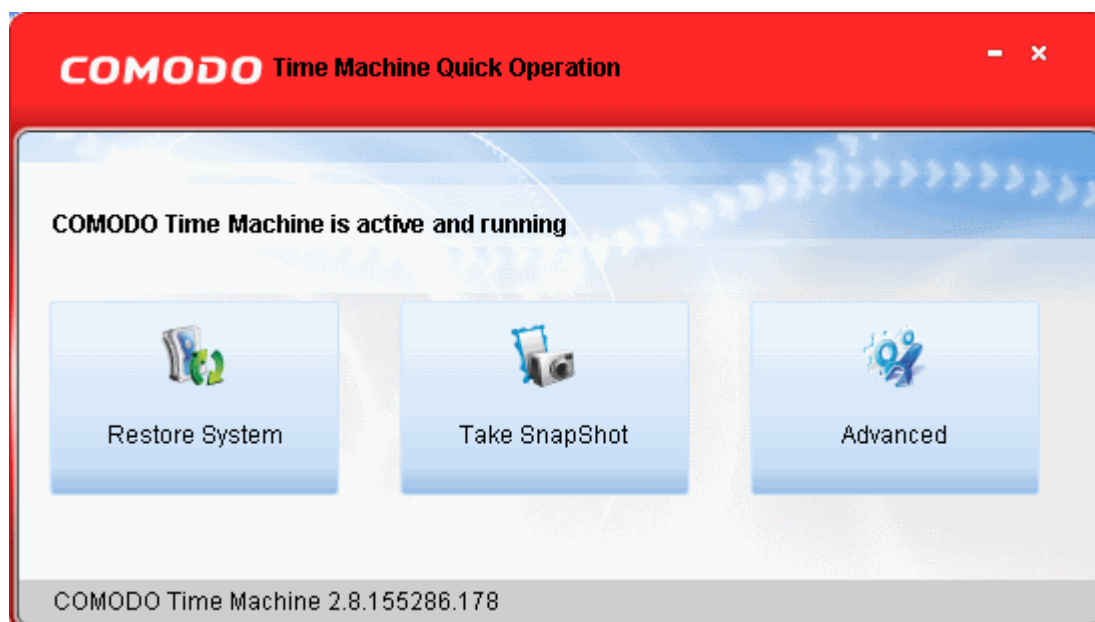 COMODO Time Machine Quick Operation
COMODO Time Machine is active and running
Restore System
Take SnapShot
Advanced
COMODO Time Machine 2.8.155286.178